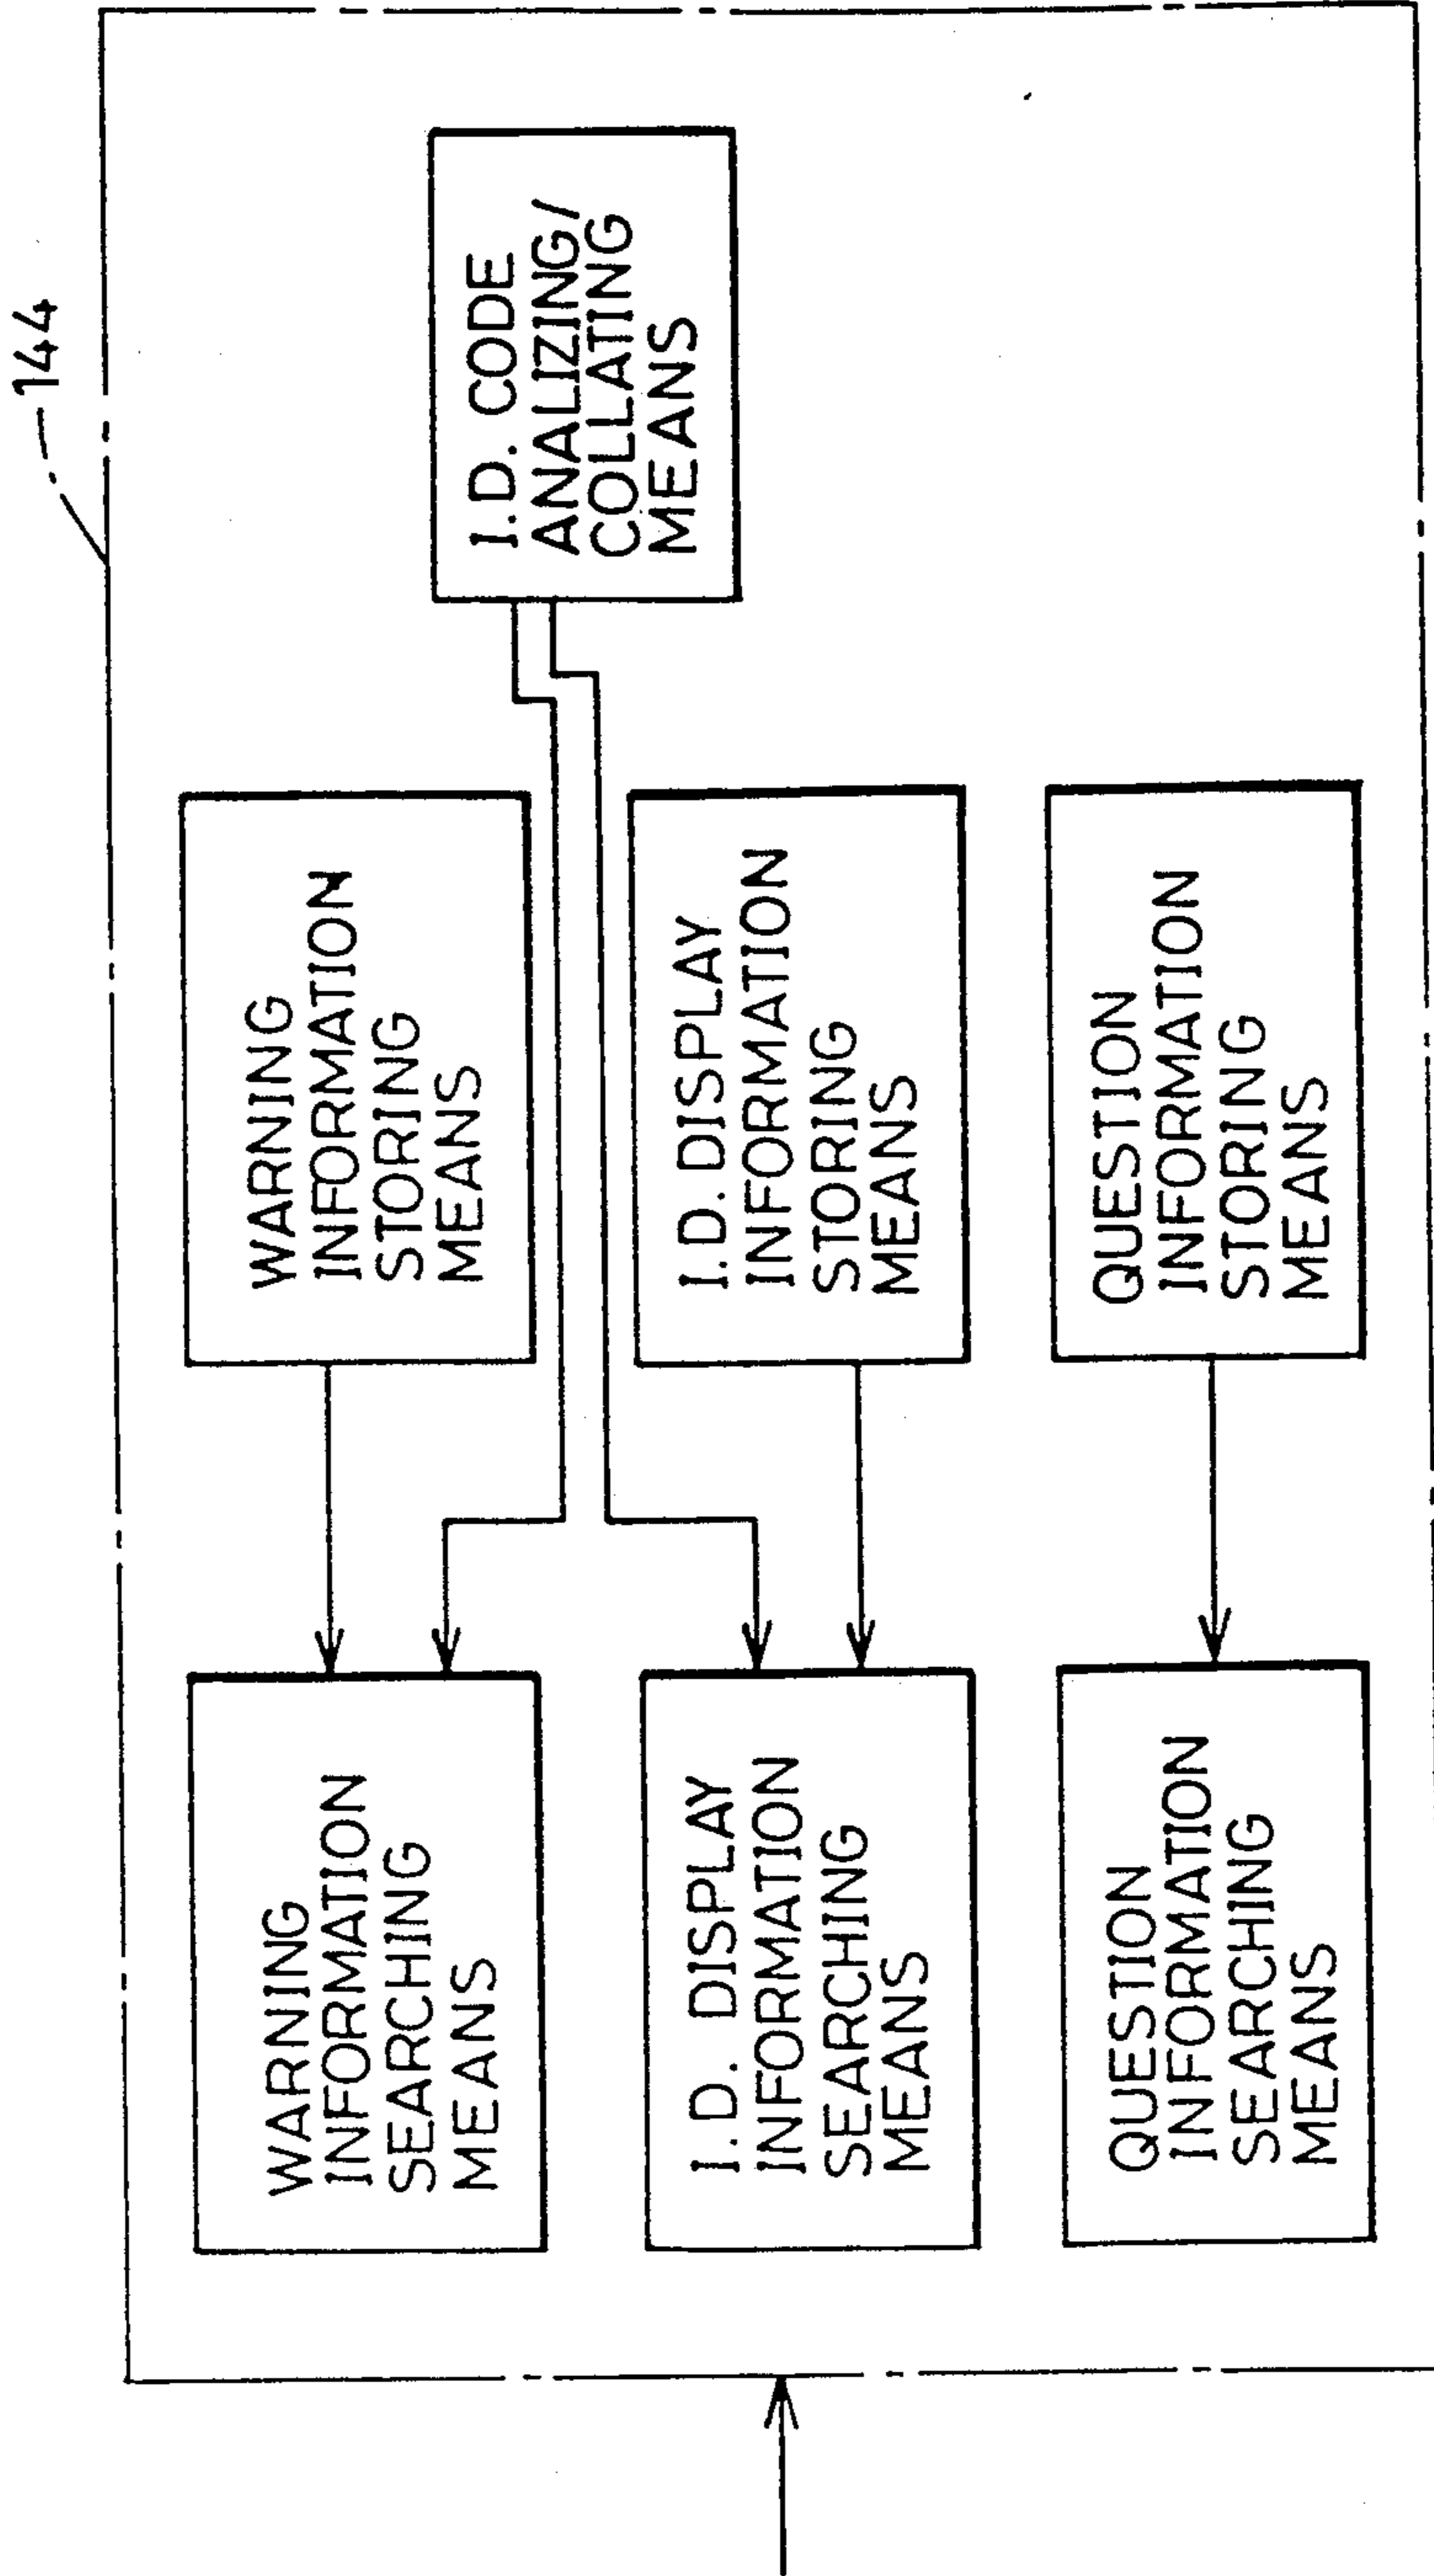 144
I.D. CODE
ANALIZING/
COLLATING
MEANS
WARNING
INFORMATION
STORING
MEANS
I.D. DISPLAY
INFORMATION
STORING
MEANS
QUESTION
INFORMATION
STORING
MEANS
WARNING
INFORMATION
SEARCHING
MEANS
I.D. DISPLAY
INFORMATION
SEARCHING
MEANS
QUESTION
INFORMATION
SEARCHING
MEANS